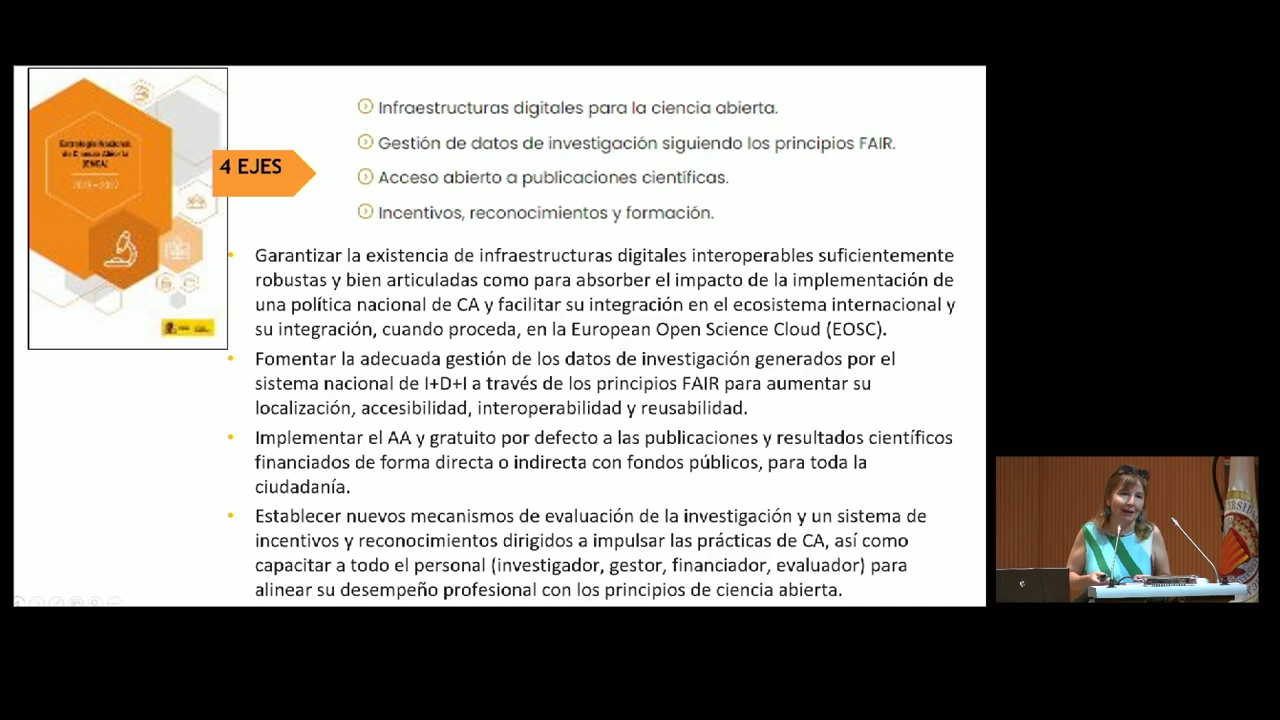 Estrategia Nacional
de Ciencia Abierta
(ENCA)
2023 – 2027
4 EJES
Infraestructuras digitales para la ciencia abierta.
Gestión de datos de investigación siguiendo los principios FAIR.
Acceso abierto a publicaciones científicas.
Incentivos, reconocimientos y formación.
• Garantizar la existencia de infraestructuras digitales interoperables suficientemente
robustas y bien articuladas como para absorber el impacto de la implementación de
una política nacional de CA y facilitar su integración en el ecosistema internacional y
su integración, cuando proceda, en la European Open Science Cloud (EOSC).
• Fomentar la adecuada gestión de los datos de investigación generados por el
sistema nacional de I+D+I a través de los principios FAIR para aumentar su
localización, accesibilidad, interoperabilidad y reusabilidad.
• Implementar el AA y gratuito por defecto a las publicaciones y resultados científicos
financiados de forma directa o indirecta con fondos públicos, para toda la
ciudadanía.
• Establecer nuevos mecanismos de evaluación de la investigación y un sistema de
incentivos y reconocimientos dirigidos a impulsar las prácticas de CA, así como
capacitar a todo el personal (investigador, gestor, financiador, evaluador) para
alinear su desempeño profesional con los principios de ciencia abierta.